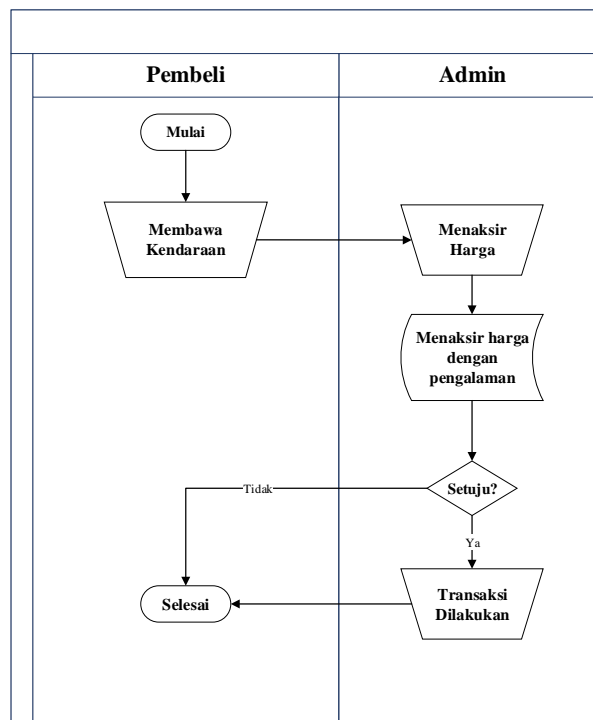 Pembeli
Admin
Mulai
Membawa
Kendaraan
Menaksir
Harga
Menaksir harga
dengan
pengalaman
Setuju?
Tidak
Ya
Transaksi
Dilakukan
Selesai